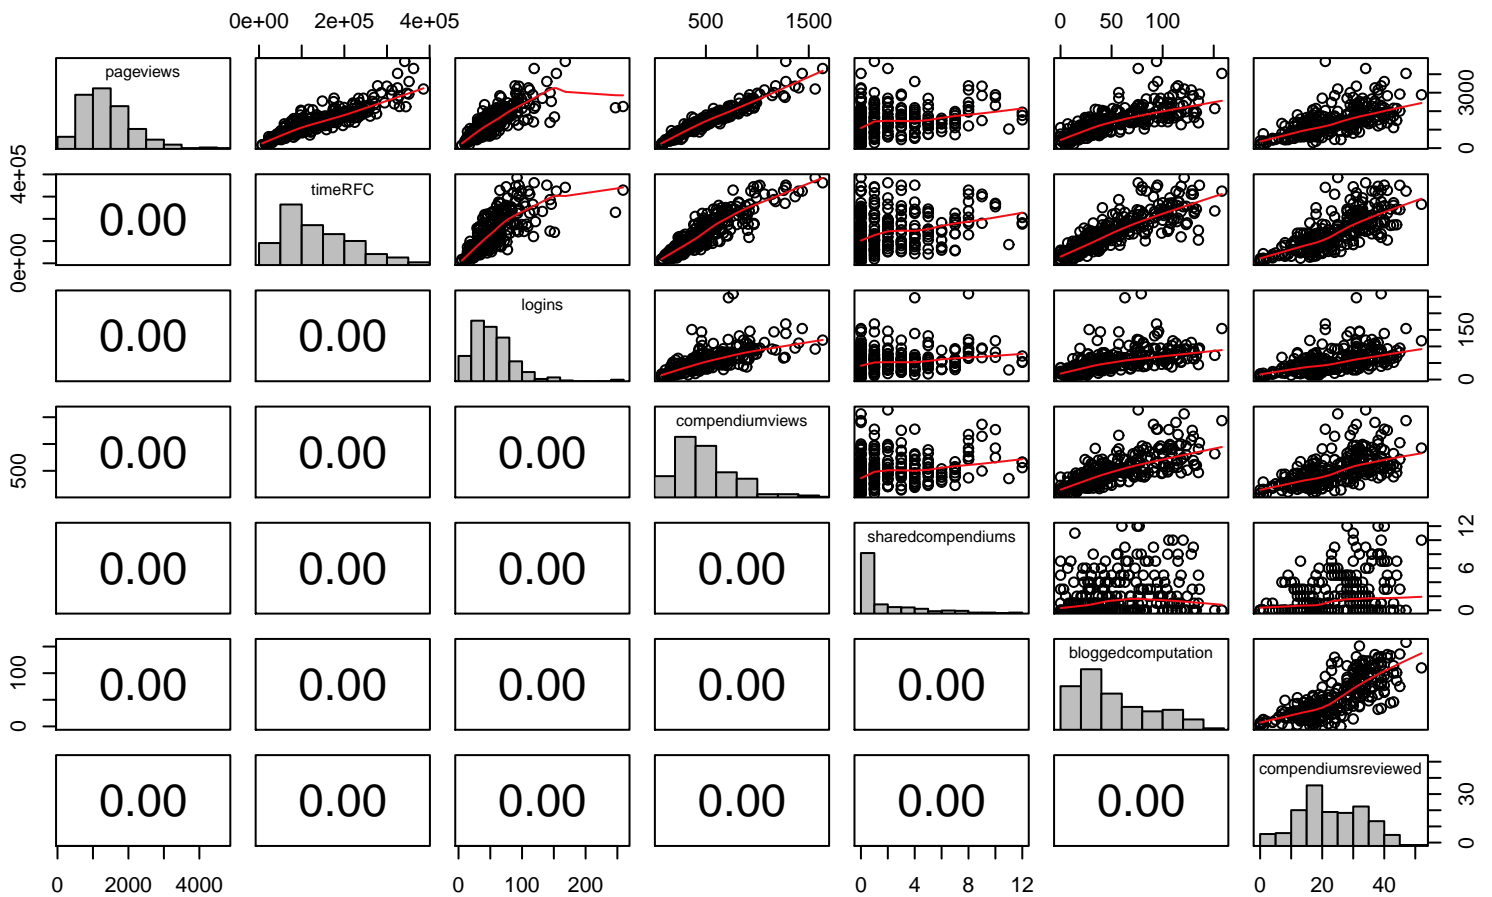 0e+00 2e+05 4e+05 500 1500 0 50 100
pageviews
0 3000
0e+00 4e+05
0.00 timeRFC
0.00 0.00 logins
0 150
500
0.00 0.00 0.00 compendiumviews
0.00 0.00 0.00 0.00 sharedcompendiums
0 6 12
0 100
0.00 0.00 0.00 0.00 0.00 bloggedcomputation
0.00 0.00 0.00 0.00 0.00 0.00 compendiumsreviewed
0 30
0 2000 4000 0 100 200 0 4 8 12 0 20 40